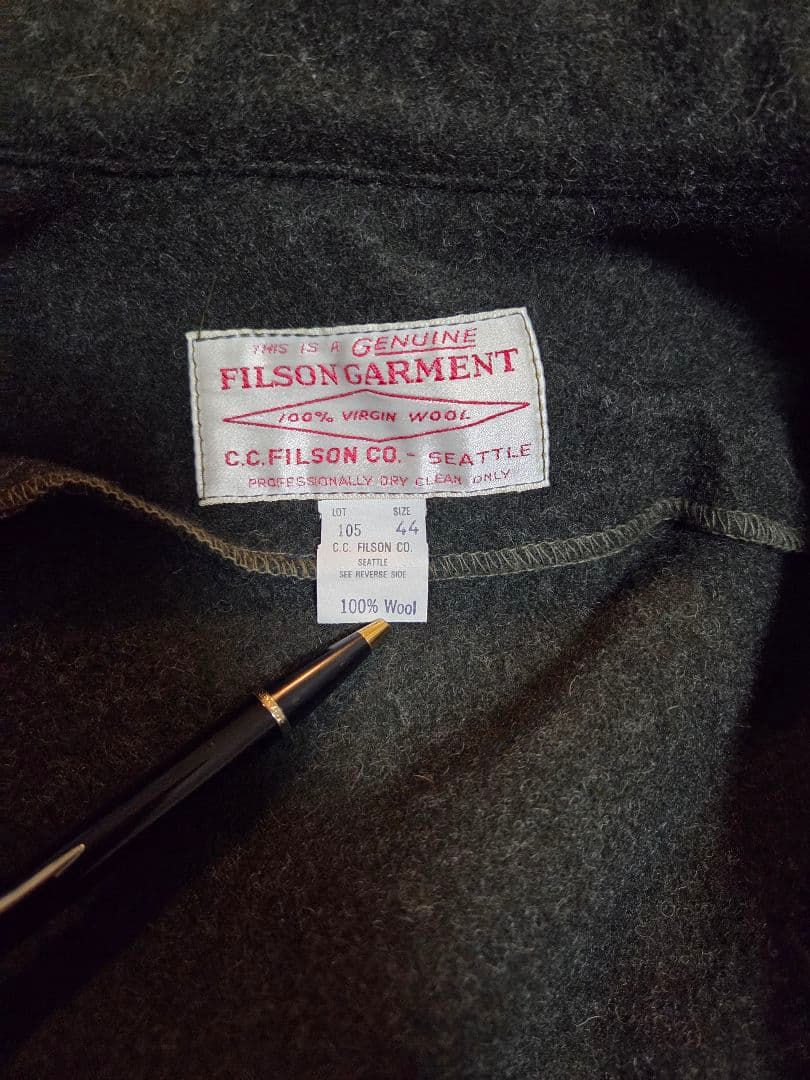 THIS IS A GENUINE
FILSON GARMENT
100% VIRGIN WOOL
C.C. FILSON CO. - SEATTLE
PROFESSIONALLY DRY CLEAN ONLY
LOT SIZE
105 44
C.C. FILSON CO.
SEATTLE
SEE REVERSE SIDE
100% Wool